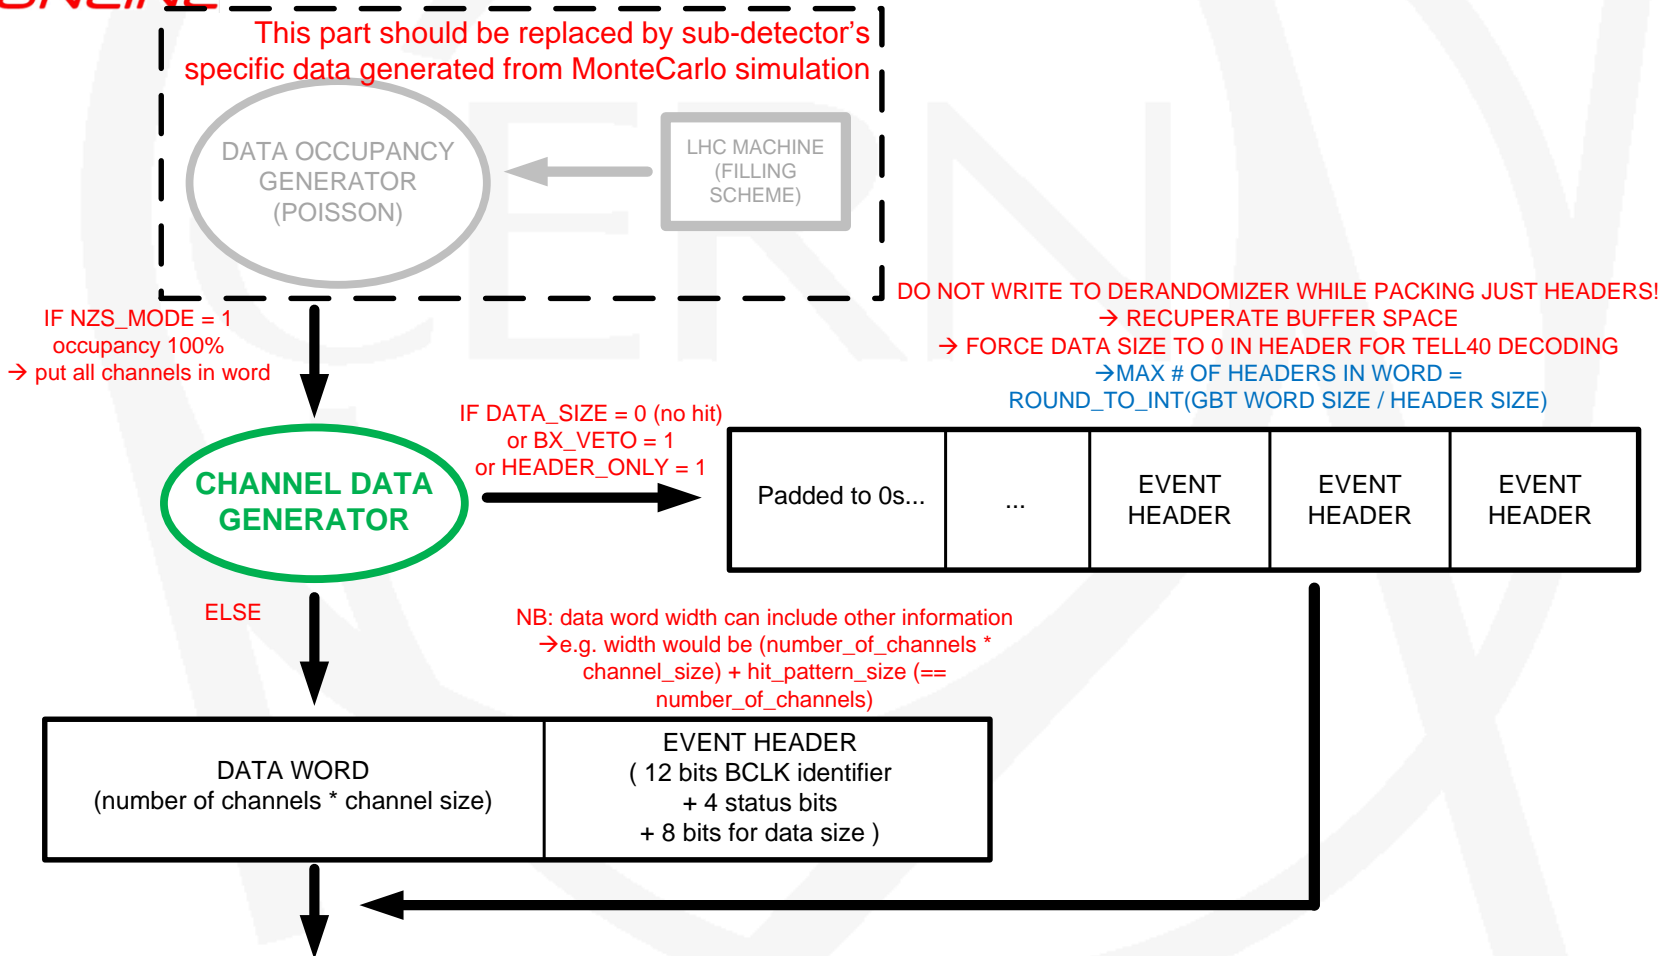 ONLINE
This part should be replaced by sub-detector's
specific data generated from MonteCarlo simulation
DATA OCCUPANCY
GENERATOR
(POISSON)
LHC MACHINE
(FILLING
SCHEME)
DO NOT WRITE TO DERANDOMIZER WHILE PACKING JUST HEADERS!
→ RECUPERATE BUFFER SPACE
→ FORCE DATA SIZE TO 0 IN HEADER FOR TELL40 DECODING
→MAX # OF HEADERS IN WORD =
ROUND_TO_INT(GBT WORD SIZE / HEADER SIZE)
IF NZS_MODE = 1
occupancy 100%
→ put all channels in word
IF DATA_SIZE = 0 (no hit)
or BX_VETO = 1
or HEADER_ONLY = 1
CHANNEL DATA
GENERATOR
Padded to 0s...
...
EVENT
HEADER
EVENT
HEADER
EVENT
HEADER
ELSE
NB: data word width can include other information
→e.g. width would be (number_of_channels *
channel_size) + hit_pattern_size (==
number_of_channels)
DATA WORD
(number of channels * channel size)
EVENT HEADER
( 12 bits BCLK identifier
+ 4 status bits
+ 8 bits for data size )
CERN